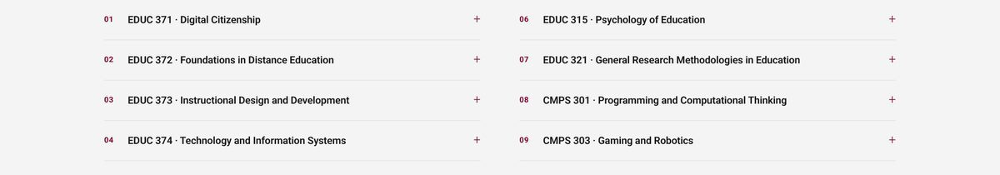 01 EDUC 371 · Digital Citizenship +
02 EDUC 372 · Foundations in Distance Education +
03 EDUC 373 · Instructional Design and Development +
04 EDUC 374 · Technology and Information Systems +
06 EDUC 315 · Psychology of Education +
07 EDUC 321 · General Research Methodologies in Education +
08 CMPS 301 · Programming and Computational Thinking +
09 CMPS 303 · Gaming and Robotics +